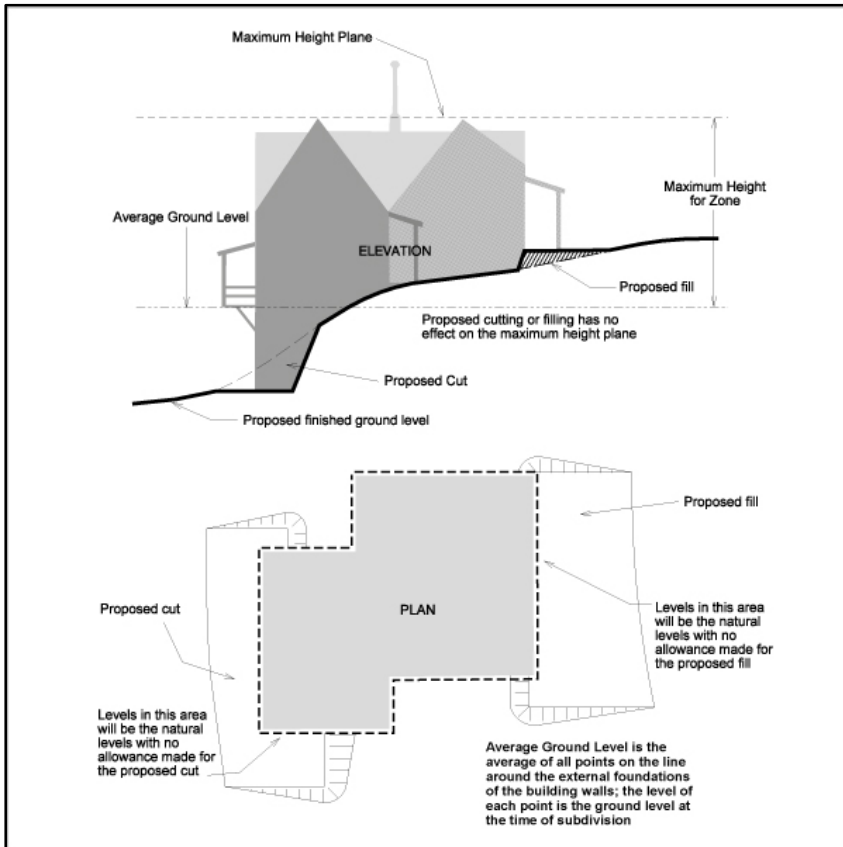 Maximum Height Plane
Maximum Height
for Zone
Average Ground Level
ELEVATION
Proposed fill
Proposed cutting or filling has no
effect on the maximum height plane
Proposed Cut
Proposed finished ground level
Proposed fill
Proposed cut
PLAN
Levels in this area
will be the natural
levels with no
allowance made for
the proposed fill
Levels in this area
will be the natural
levels with no
allowance made for
the proposed cut
Average Ground Level is the
average of all points on the line
around the external foundations
of the building walls; the level of
each point is the ground level at
the time of subdivision